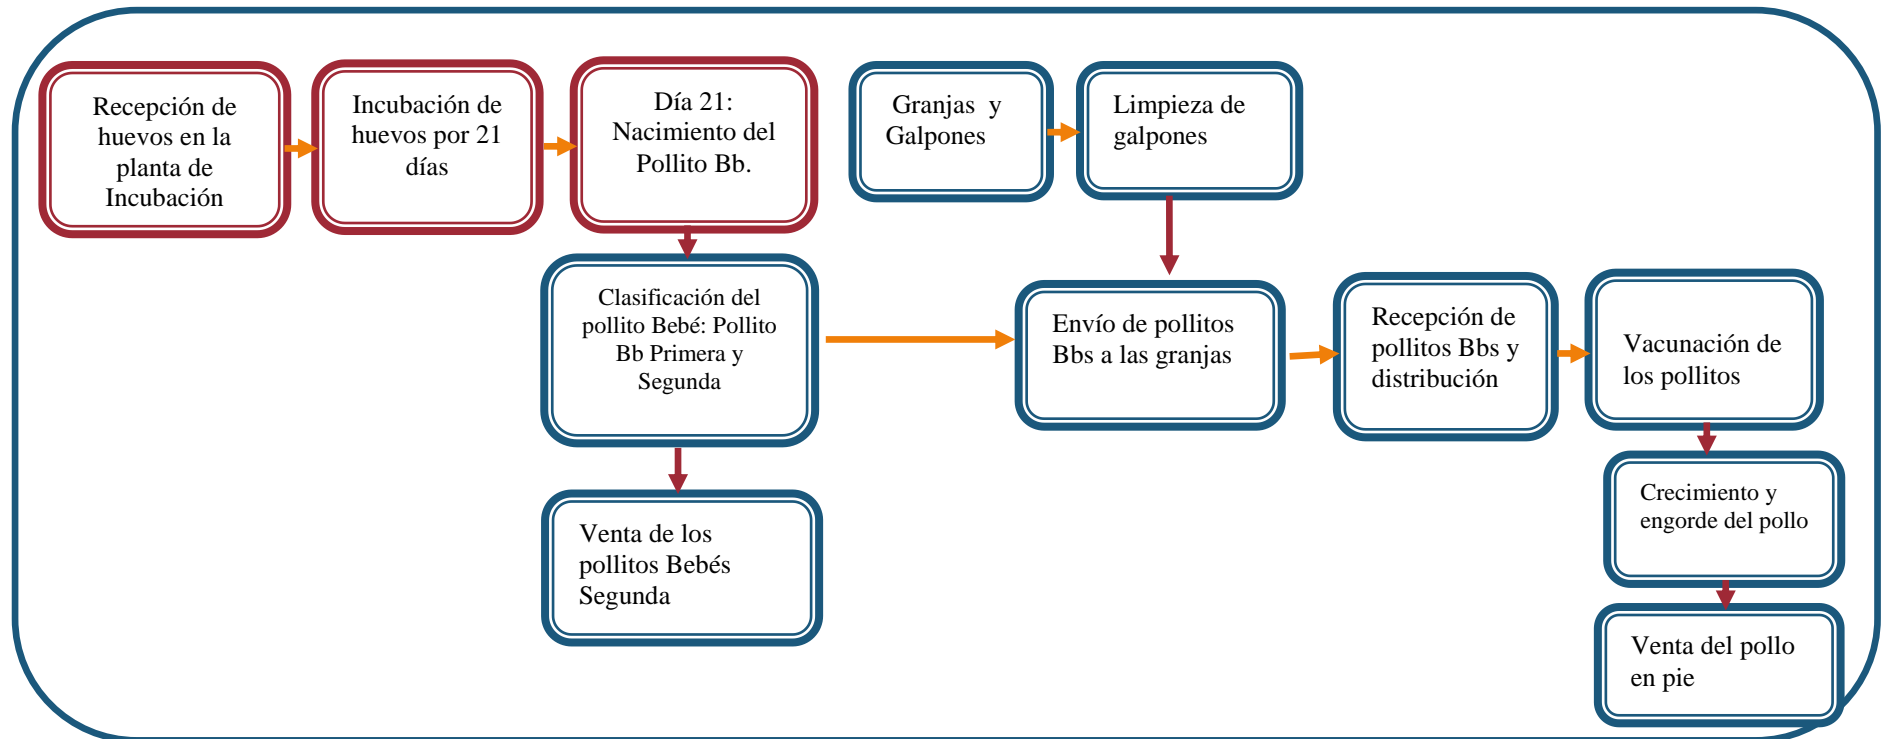 Recepción de
huevos en la
planta de
Incubación
Incubación de
huevos por 21
días
Día 21:
Nacimiento del
Pollito Bb.
Granjas y
Galpones
Limpieza de
galpones
Clasificación del
pollito Bebé: Pollito
Bb Primera y
Segunda
Envío de pollitos
Bbs a las granjas
Recepción de
pollitos Bbs y
distribución
Vacunación de
los pollitos
Venta de los
pollitos Bebés
Segunda
Crecimiento y
engorde del pollo
Venta del pollo
en pie